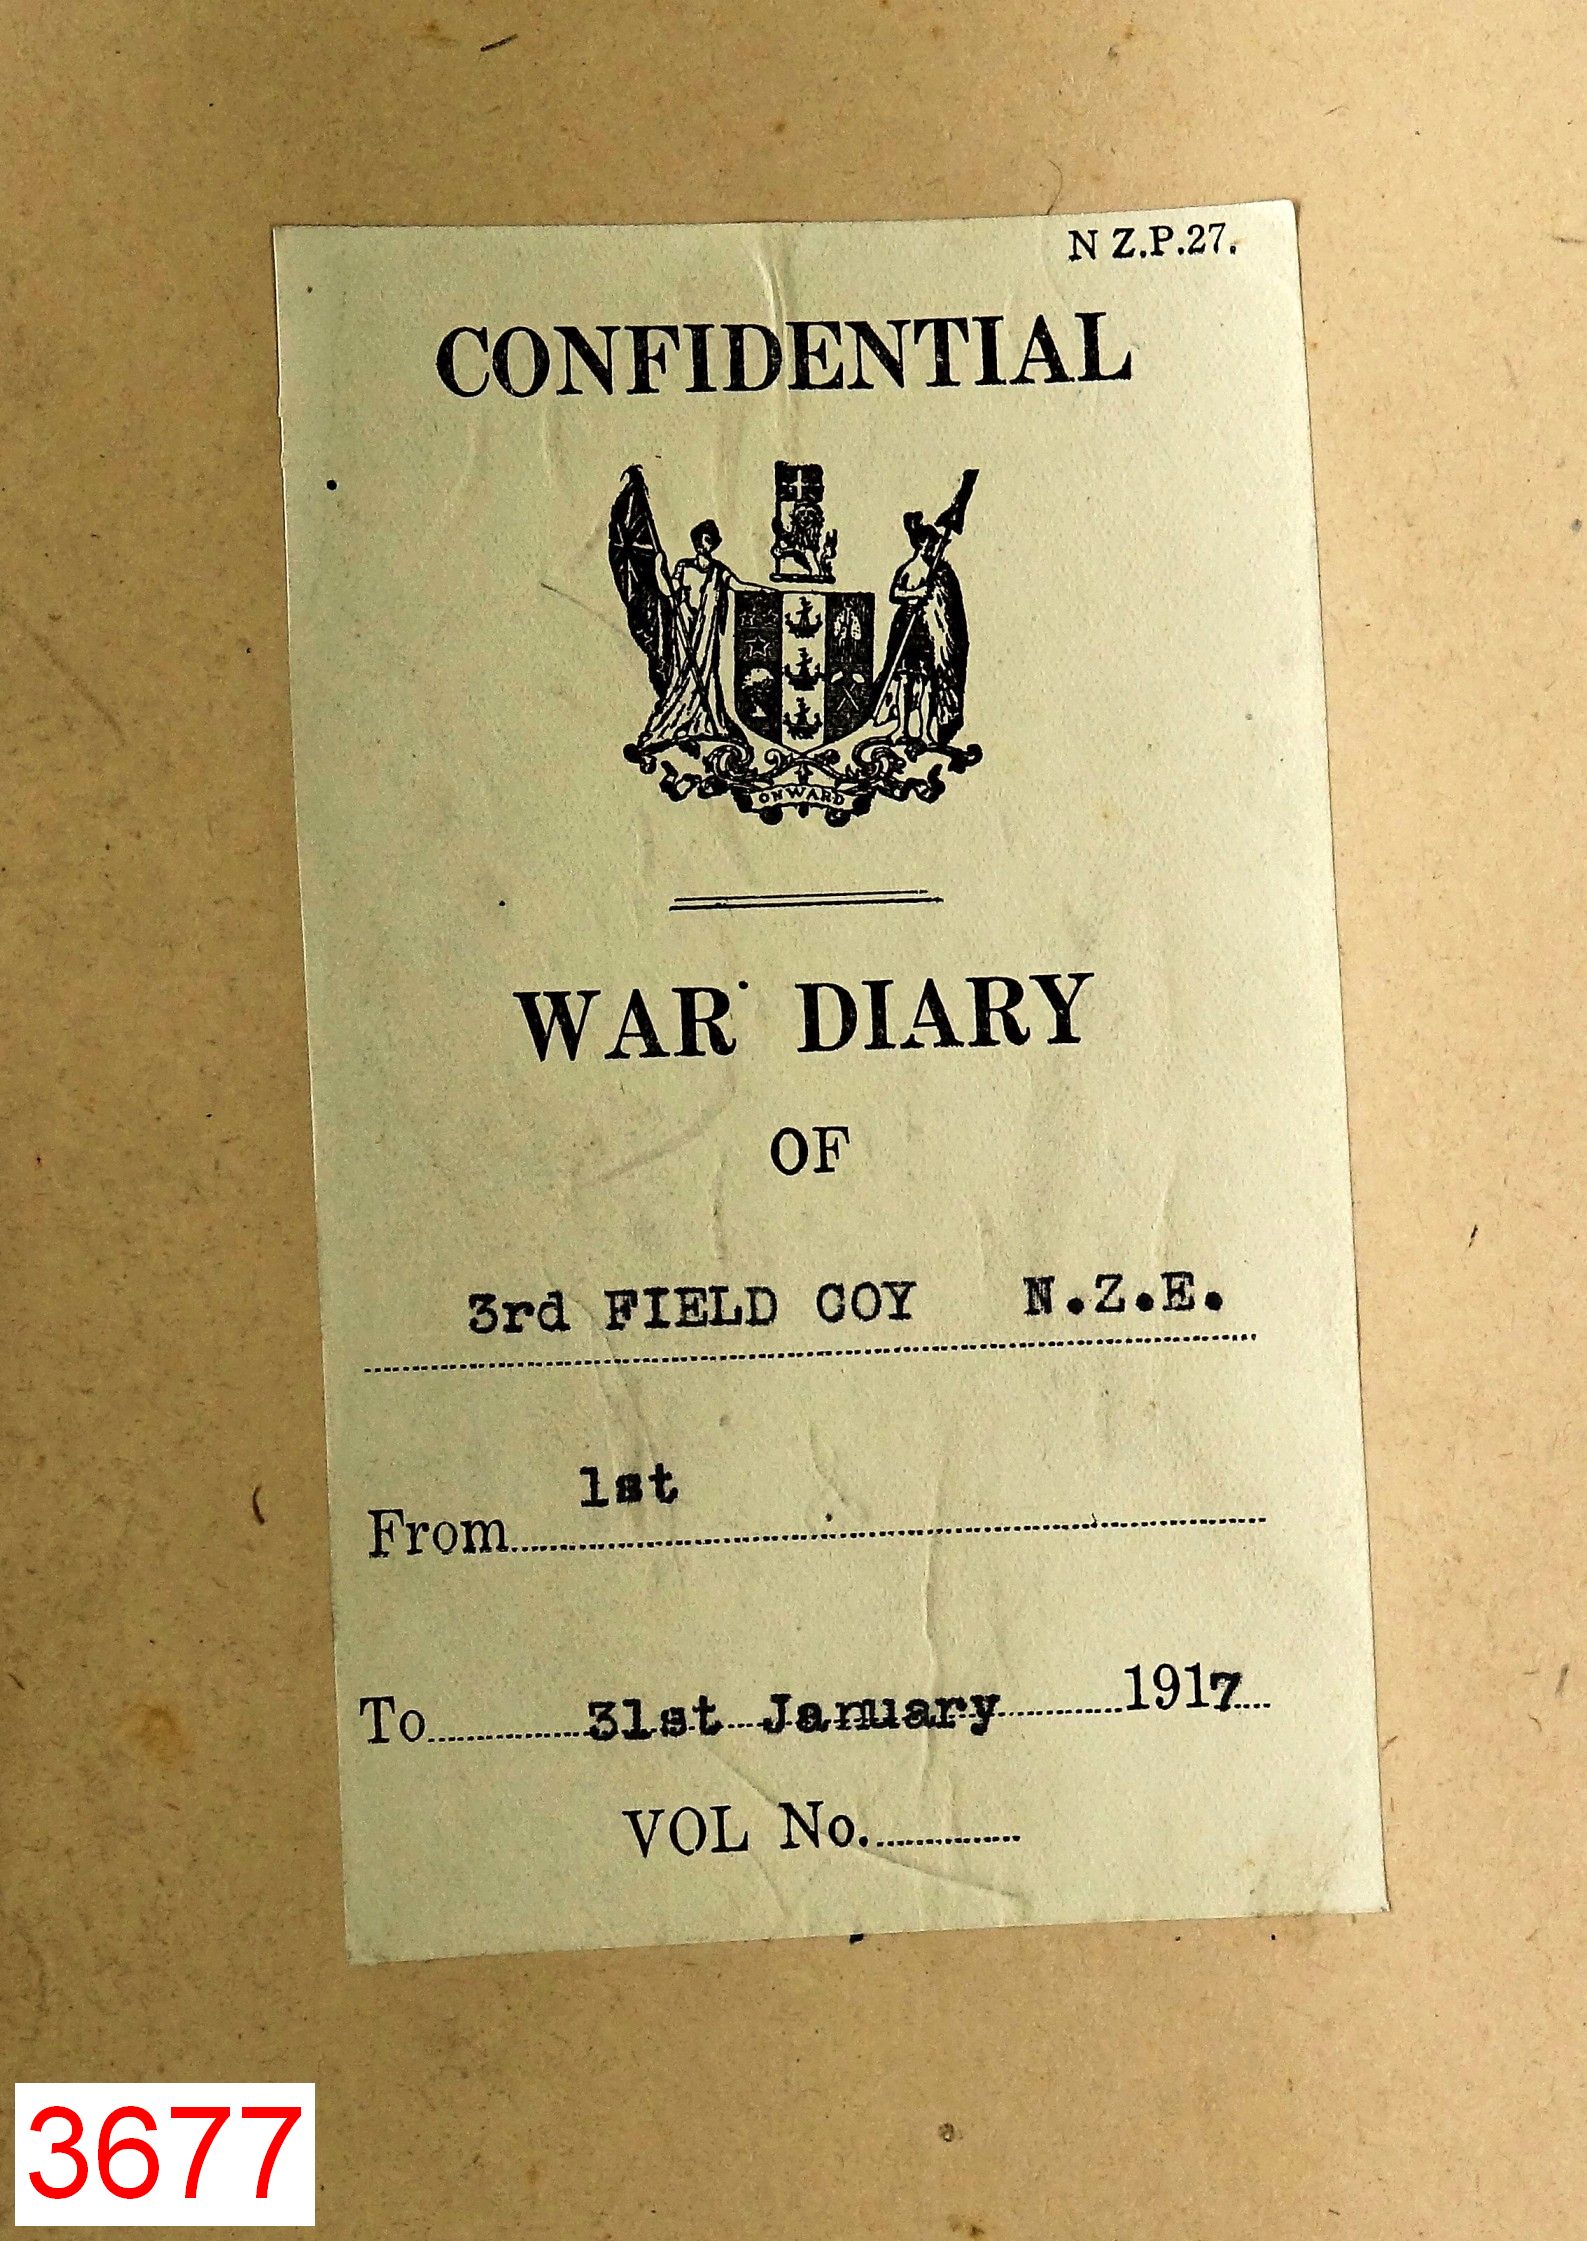 N Z.P.27.
CONFIDENTIAL
ONWARD
WAR DIARY
OF
3rd FIELD COY N.Z.E.
From 1st
To 31st January 1917
VOL No.
3677